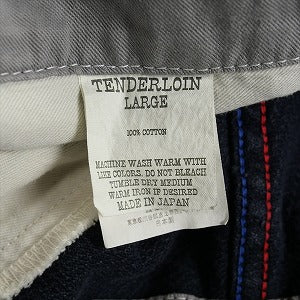 TENDERLOIN
LARGE
100% COTTON
MACHINE WASH WARM WITH
LIKE COLORS. DO NOT BLEACH
TUMBLE DRY MEDIUM
WARM IRON IF DESIRED
MADE IN JAPAN